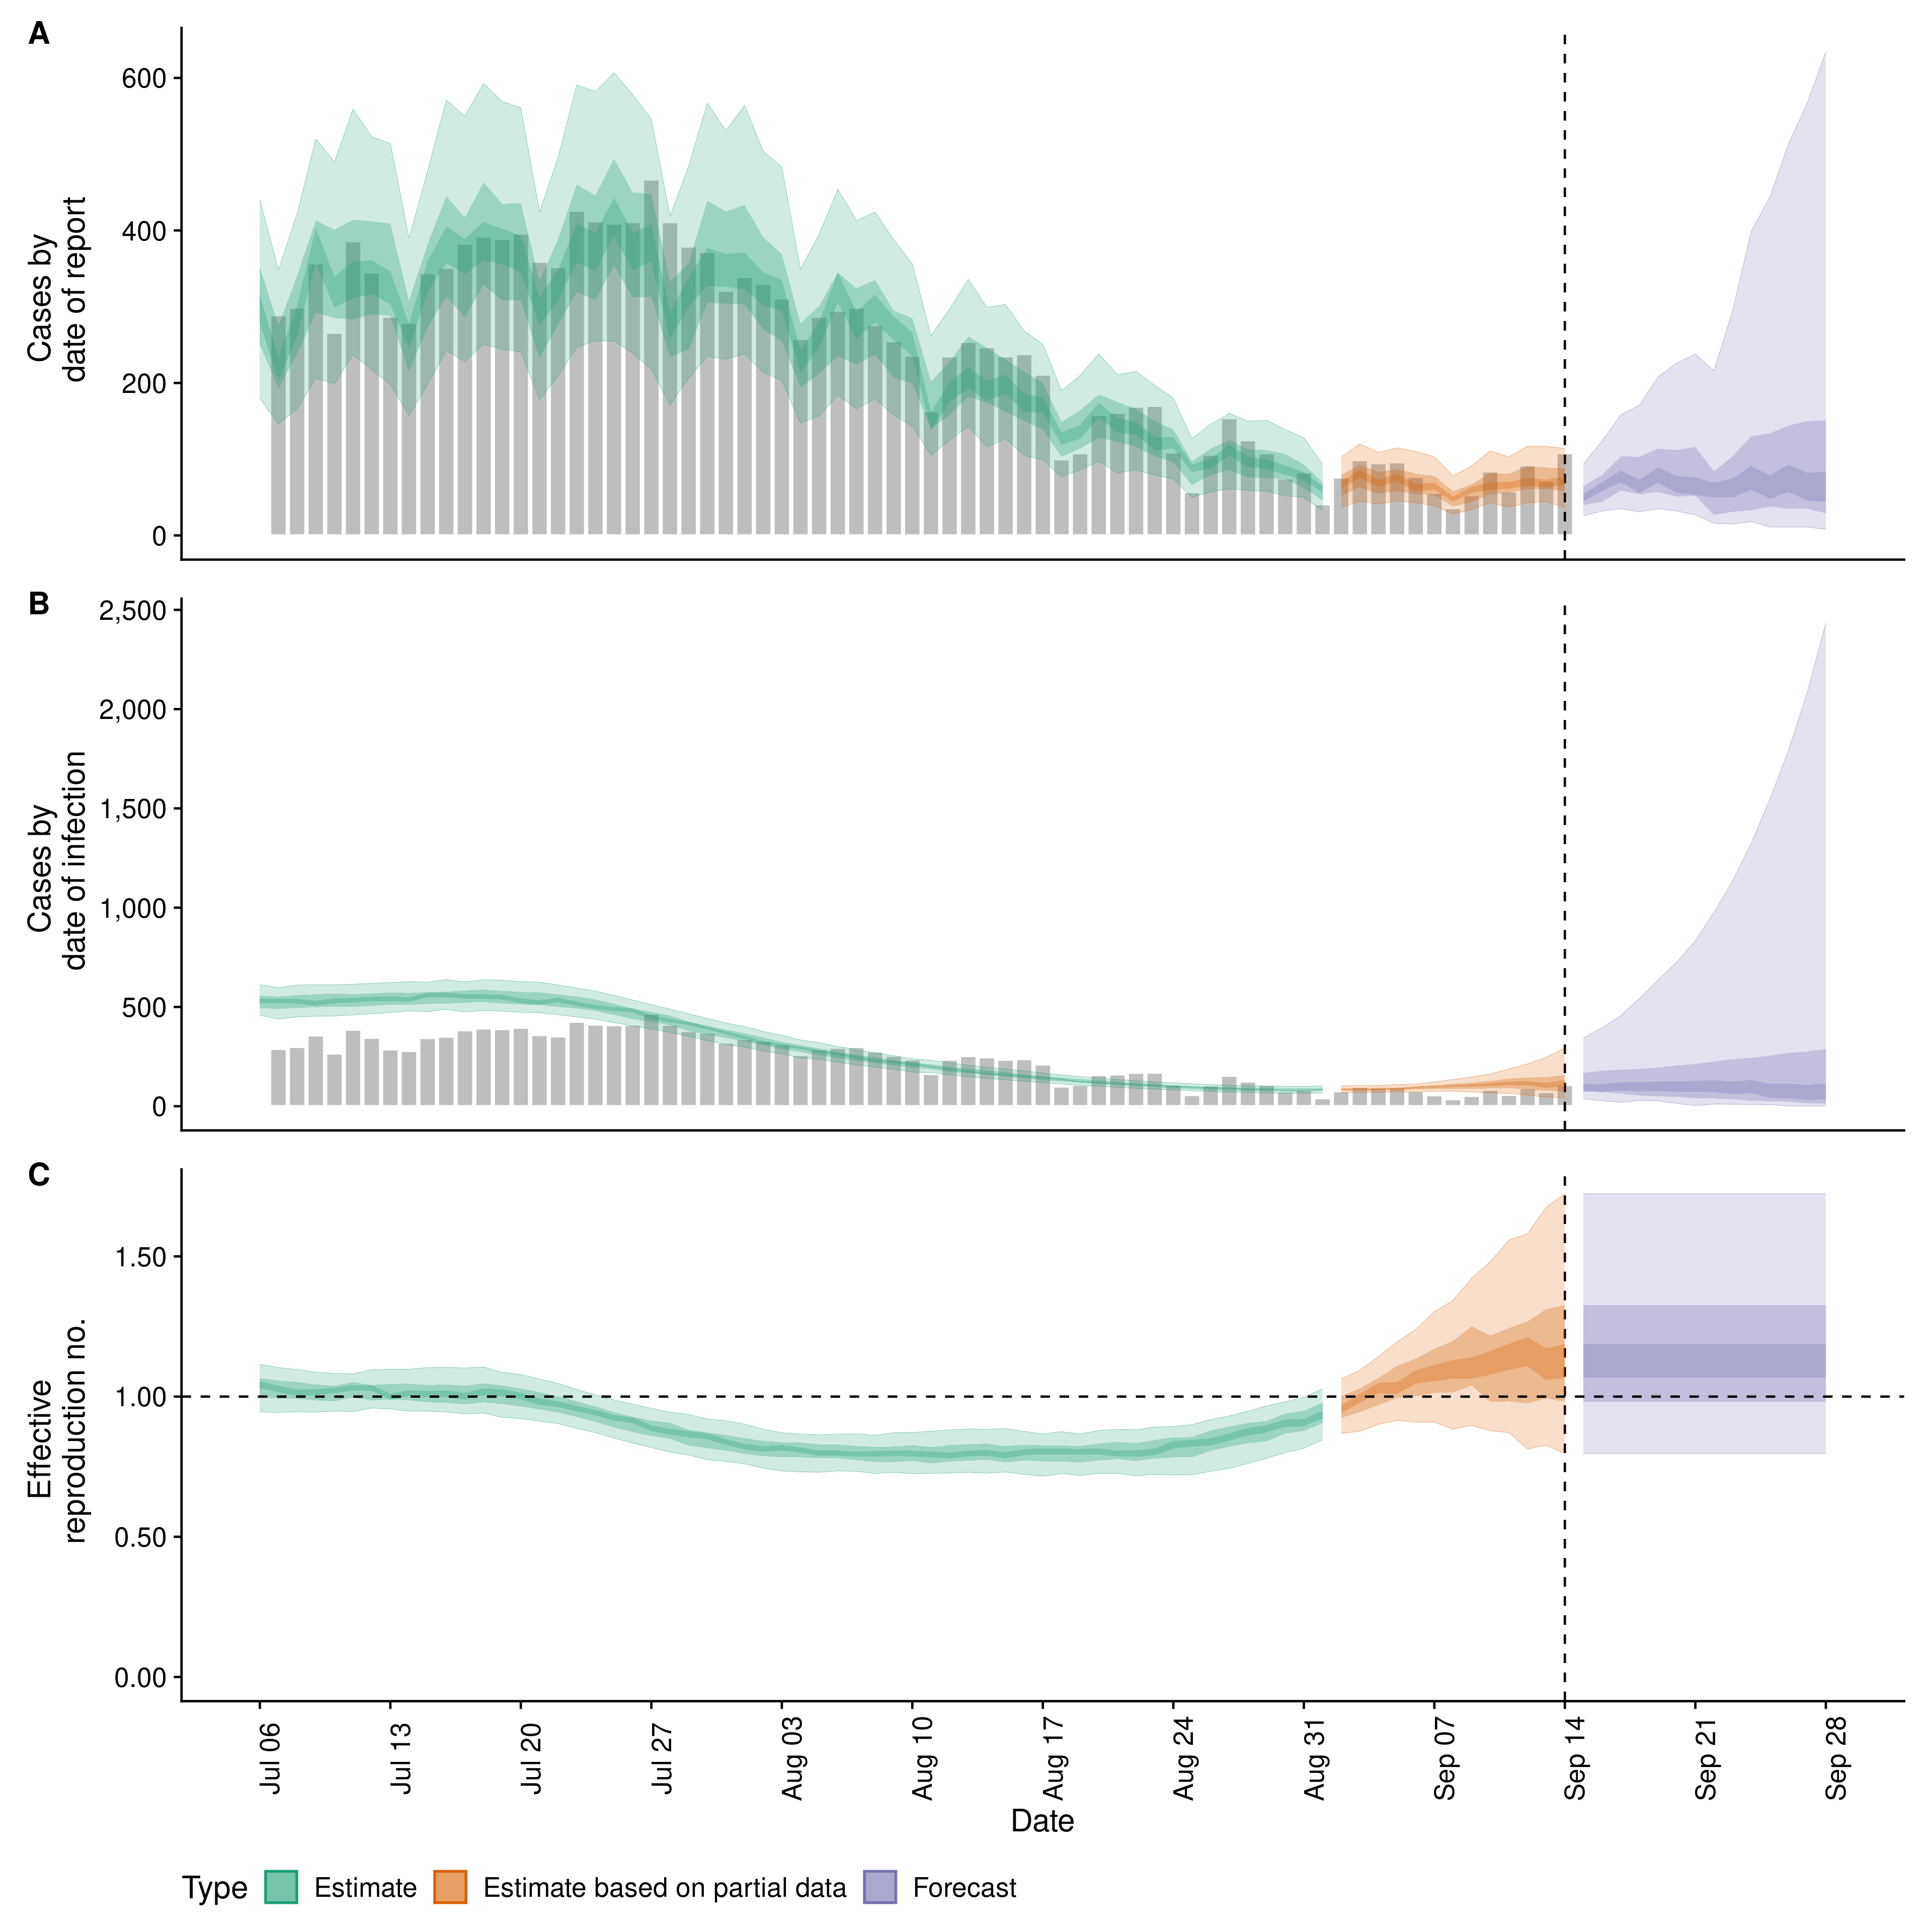 A
Cases by
date of report
600
400
200
0
B
Cases by
date of infection
2,500
2,000
1,500
1,000
500
0
C
Effective
reproduction no.
1.50
1.00
0.50
0.00
Jul 06
Jul 13
Jul 20
Jul 27
Aug 03
Aug 10
Aug 17
Aug 24
Aug 31
Sep 07
Sep 14
Sep 21
Sep 28
Date
Type Estimate Estimate based on partial data Forecast